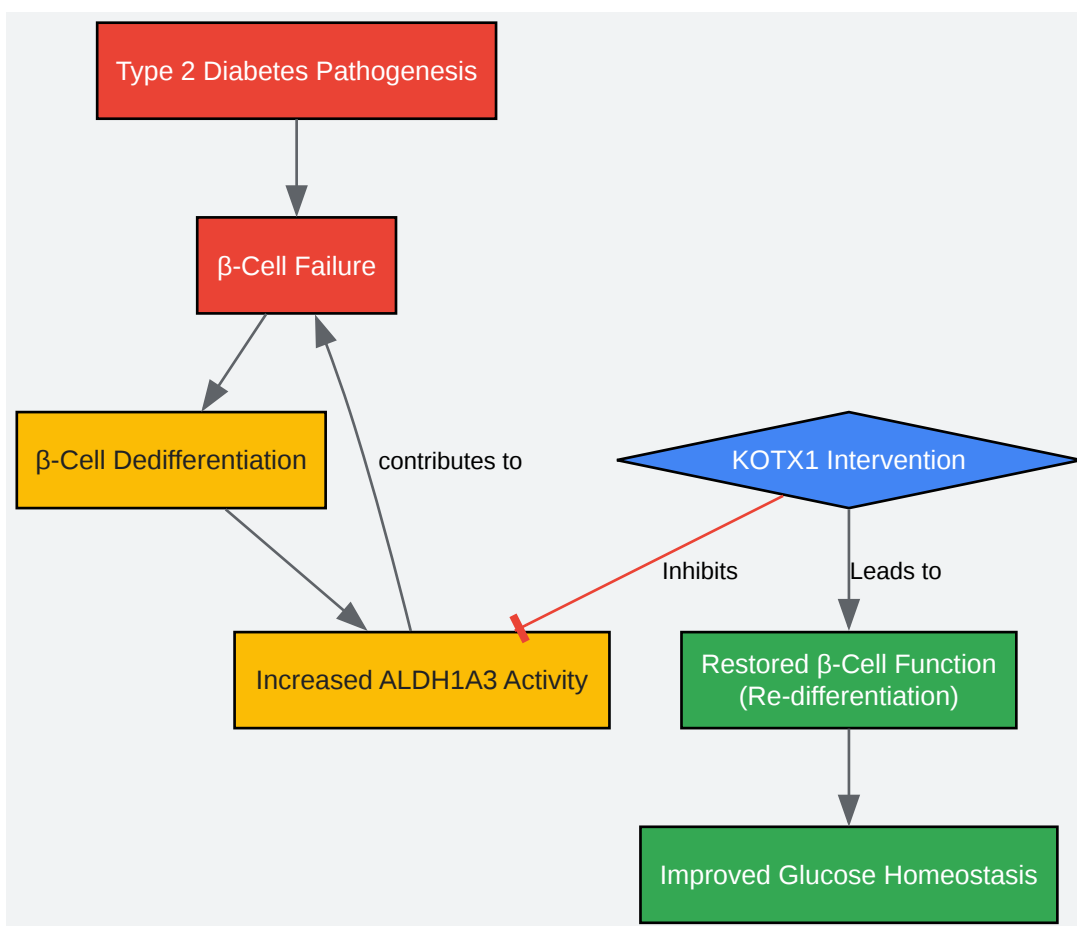 Type 2 Diabetes Pathogenesis
β-Cell Failure
β-Cell Dedifferentiation
contributes to
KOTX1 Intervention
Inhibits
Leads to
Increased ALDH1A3 Activity
Restored β-Cell Function
(Re-differentiation)
Improved Glucose Homeostasis